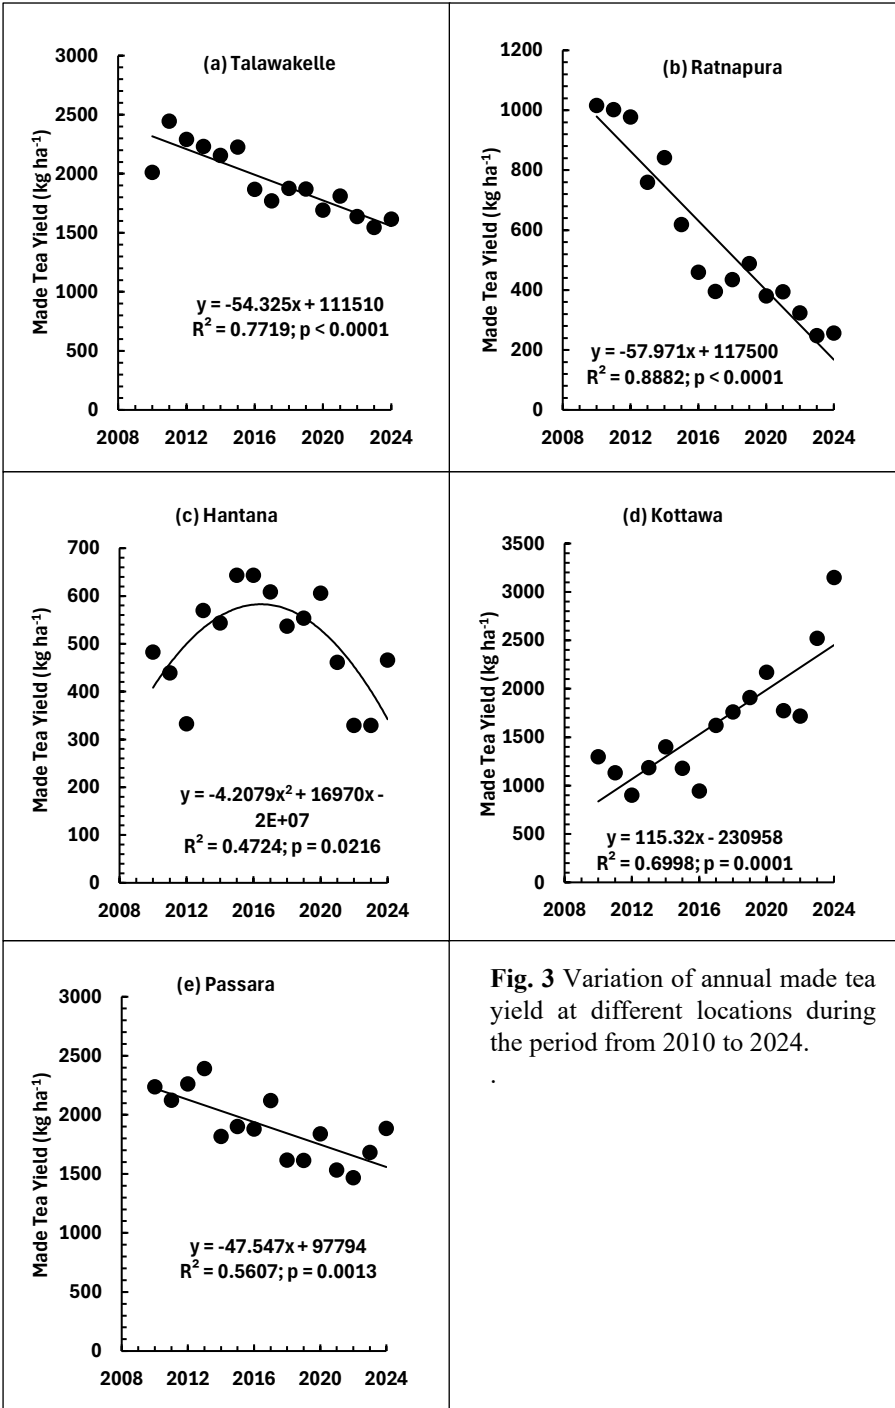 (a) Talawakelle
Made Tea Yield (kg ha⁻¹)
3000
2500
2000
1500
1000
500
0
y = -54.325x + 111510
R² = 0.7719; p < 0.0001
2008 2012 2016 2020 2024
(b) Ratnapura
Made Tea Yield (kg ha⁻¹)
1200
1000
800
600
400
200
0
y = -57.971x + 117500
R² = 0.8882; p < 0.0001
2008 2012 2016 2020 2024
(c) Hantana
Made Tea Yield (kg ha⁻¹)
700
600
500
400
300
200
100
0
y = -4.2079x² + 16970x -
2E+07
R² = 0.4724; p = 0.0216
2008 2012 2016 2020 2024
(d) Kottawa
Made Tea Yield (kg ha⁻¹)
3500
3000
2500
2000
1500
1000
500
0
y = 115.32x - 230958
R² = 0.6998; p = 0.0001
2008 2012 2016 2020 2024
(e) Passara
Made Tea Yield (kg ha⁻¹)
3000
2500
2000
1500
1000
500
0
y = -47.547x + 97794
R² = 0.5607; p = 0.0013
2008 2012 2016 2020 2024
Fig. 3 Variation of annual made tea
yield at different locations during
the period from 2010 to 2024.
.